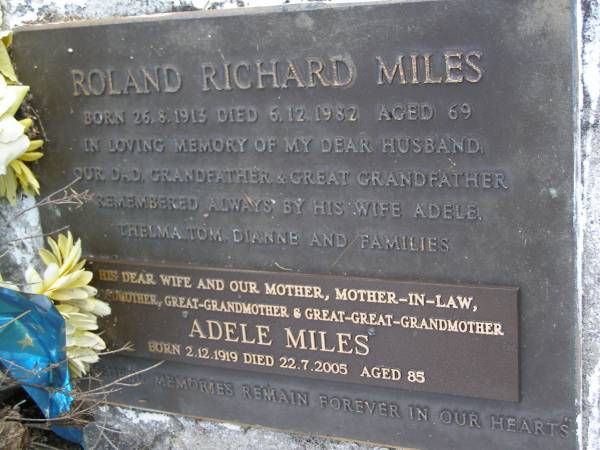 ROLAND RICHARD MILES
BORN 26.8.1913 DIED 6.12.1982 AGED 69
IN LOVING MEMORY OF MY DEAR HUSBAND,
OUR DAD, GRANDFATHER & GREAT GRANDFATHER
REMEMBERED ALWAYS BY HIS WIFE ADELE,
THELMA, TOM, DIANNE AND FAMILIES
HIS DEAR WIFE AND OUR MOTHER, MOTHER-IN-LAW,
GREAT-GRANDMOTHER & GREAT-GREAT-GRANDMOTHER
ADELE MILES
BORN 2.12.1919 DIED 22.7.2005 AGED 85
MEMORIES REMAIN FOREVER IN OUR HEARTS